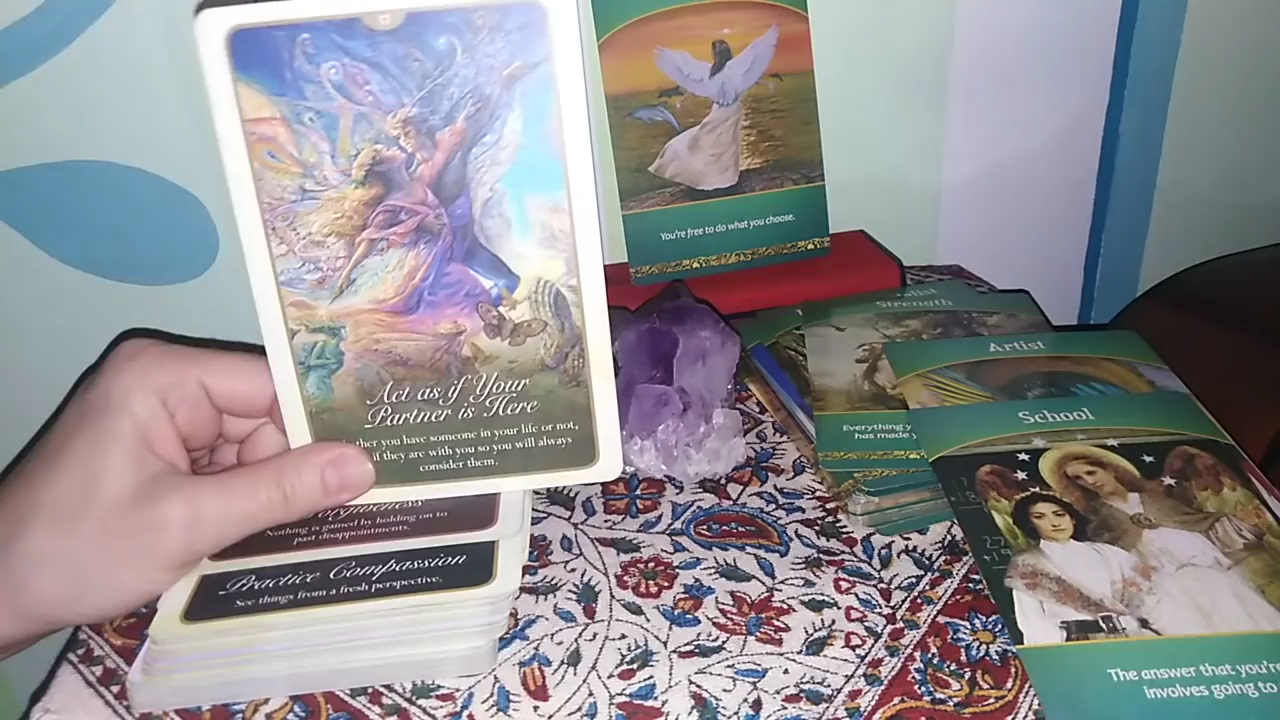 Act as if Your
Partner is Here
you have someone in your life or not,
if they are with you so you will always
consider them.
You're free to do what you choose.
Forgiveness
Nothing is gained by holding on to
past disappointments.
Practice Compassion
See things from a fresh perspective.
Strength
Everything
has made
Artist
School
The answer that you're
involves going to